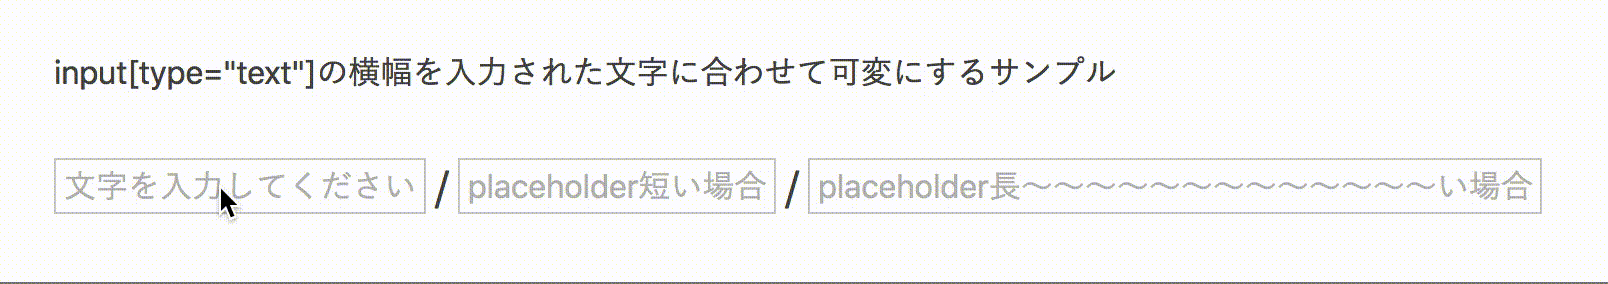 input[type="text"]の横幅を入力された文字に合わせて可変にするサンプル
文字を入力してください / placeholder短い場合 / placeholder長〜〜〜〜〜〜〜〜〜〜〜〜〜い場合